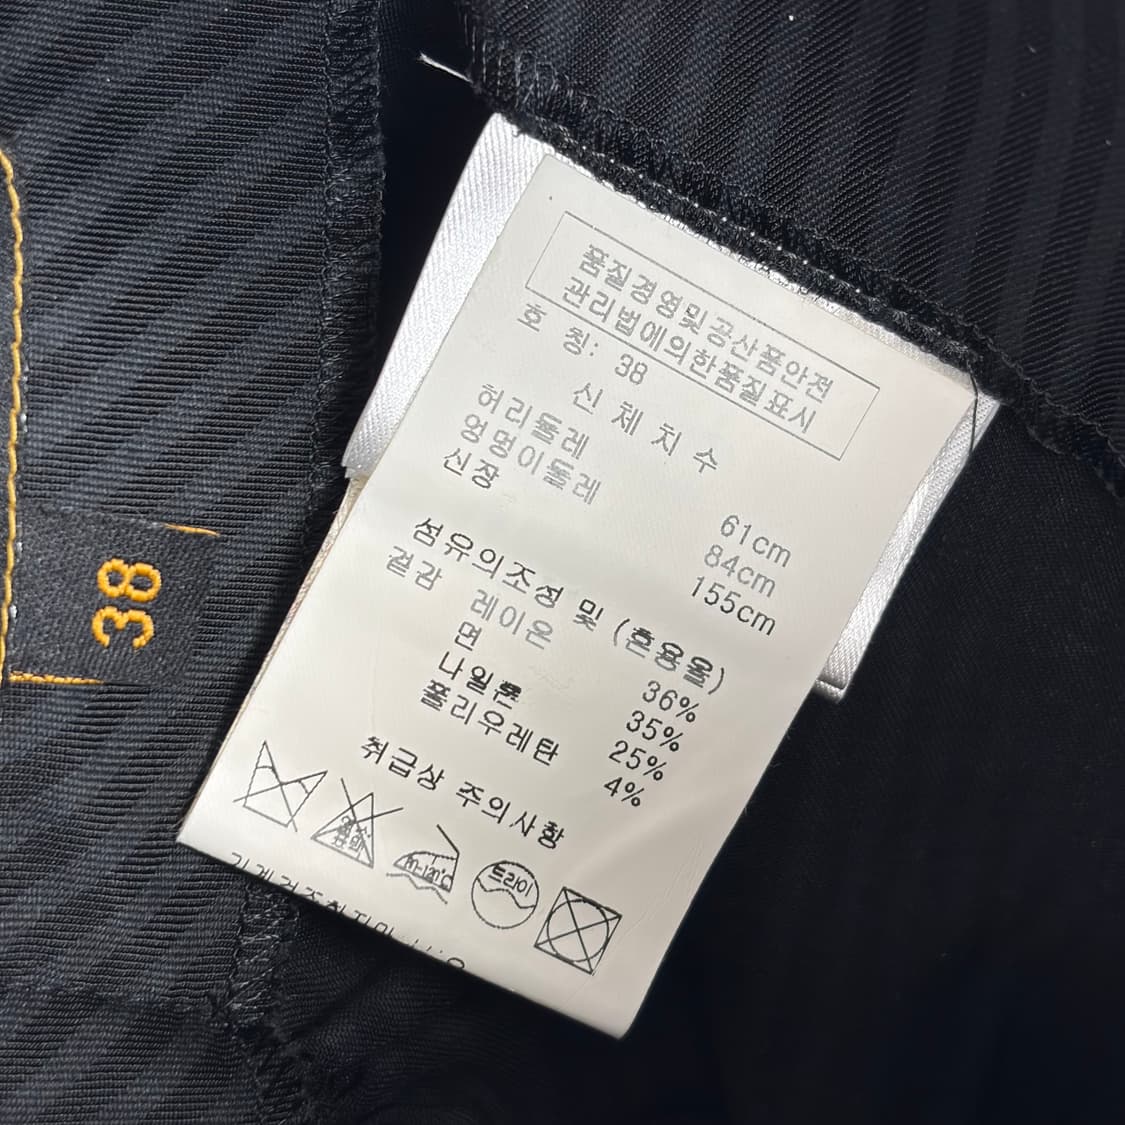 품질경영및공산품안전
관리법에의한품질표시
호 칭: 38
신 체 치 수
허리둘레 61cm
엉덩이둘레 84cm
신장 155cm
섬유의조성 및 (혼용율)
겉감 레이온 36%
면 35%
나일론 25%
폴리우레탄 4%
취급상 주의사항
드라이
38